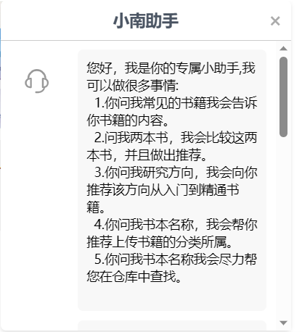 小南助手
您好，我是你的专属小助手,我
可以做很多事情:
1.你问我常见的书籍我会告诉
你书籍的内容。
2.问我两本书，我会比较这两
本书，并且做出推荐。
3.你问我研究方向，我会向你
推荐该方向从入门到精通书
籍。
4.你问我书本名称，我会帮你
推荐上传书籍的分类所属。
5.你问我书本名称我会尽力帮
您在仓库中查找。